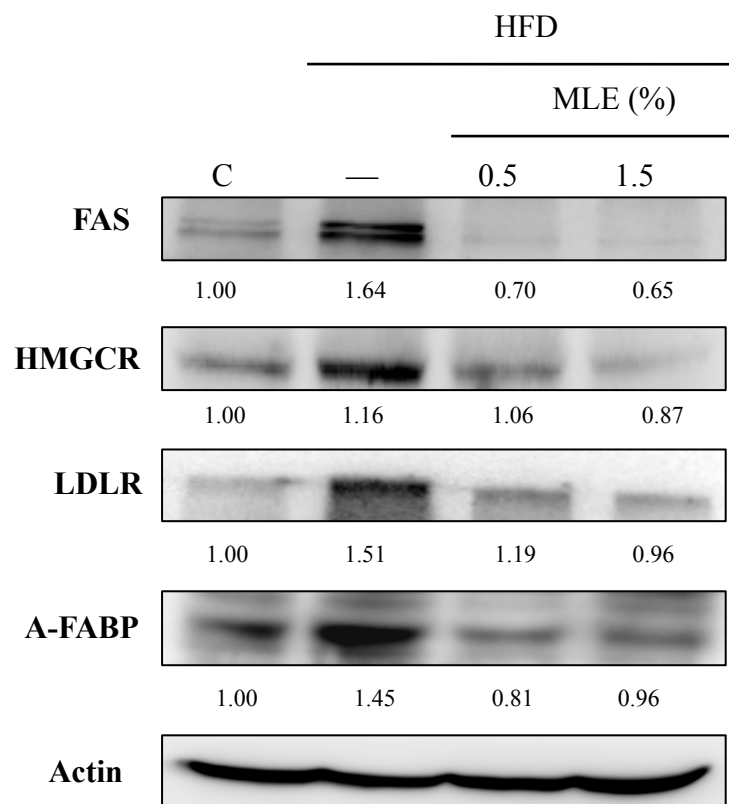 HFD
MLE (%)
C — 0.5 1.5
FAS
1.00 1.64 0.70 0.65
HMGCR
1.00 1.16 1.06 0.87
LDLR
1.00 1.51 1.19 0.96
A-FABP
1.00 1.45 0.81 0.96
Actin